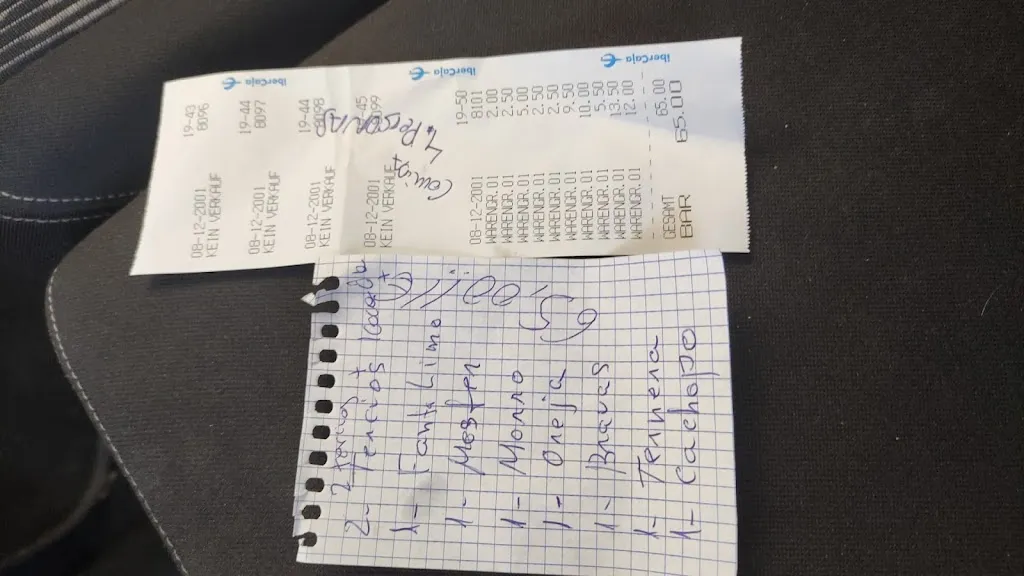 iberCaja
08-12-2001 19-43
KEIN VERKAUF 8096
08-12-2001 19-44
KEIN VERKAUF 8097
08-12-2001 19-44
KEIN VERKAUF 8098
08-12-2001 45
KEIN VERKAUF 8099
iberCaja
Comida 4 Personas
08-12-2001 19-50
8101
WARENGR.01 2.00
WARENGR.01 2.50
WARENGR.01 5.00
WARENGR.01 2.50
WARENGR.01 2.50
WARENGR.01 9.50
WARENGR.01 10.00
WARENGR.01 5.50
WARENGR.01 13.50
WARENGR.01 12.00
iberCaja
GESAMT 65.00
BAR 65.00
2- Tercios +
1- Fanta Limo
1- Mosten
1- Morro
1- Oreja
1- Bravas
1- Ternera
1- Cachopo